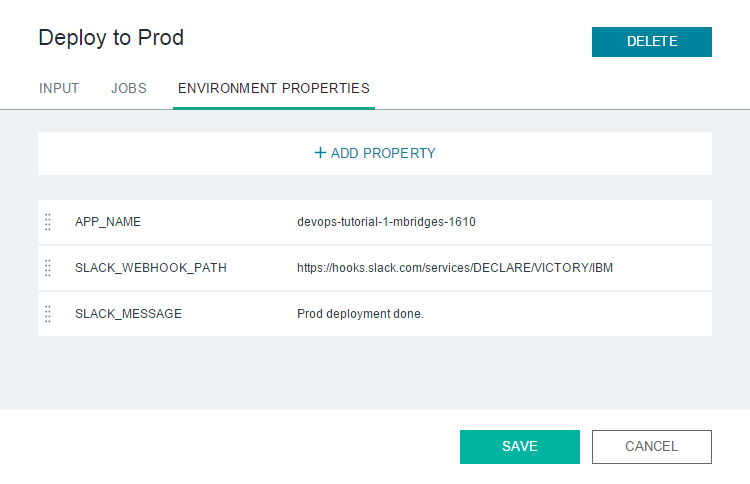 Deploy to Prod
DELETE
INPUT JOBS ENVIRONMENT PROPERTIES
+ ADD PROPERTY
APP_NAME devops-tutorial-1-mbridges-1610
SLACK_WEBHOOK_PATH https://hooks.slack.com/services/DECLARE/VICTORY/IBM
SLACK_MESSAGE Prod deployment done.
SAVE CANCEL